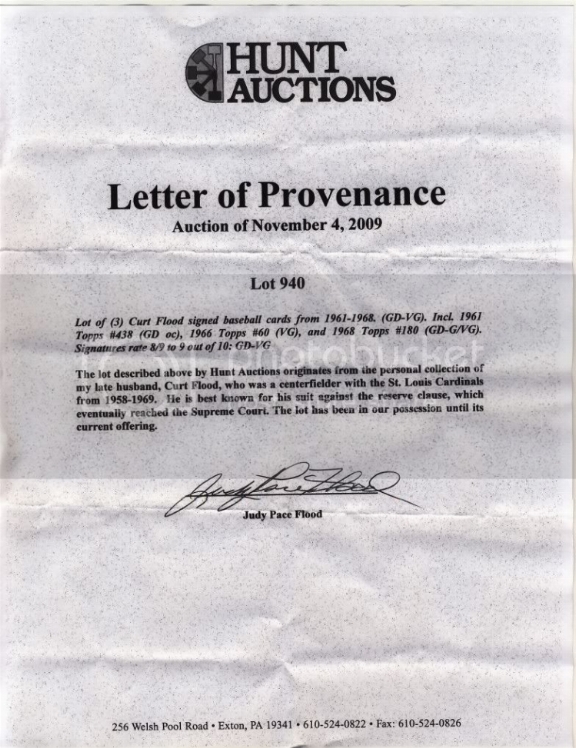 HUNT
AUCTIONS
Letter of Provenance
Auction of November 4, 2009
Lot 940
Lot of (3) Curt Flood signed baseball cards from 1961-1968. (GD-VG). Incl. 1961
Topps #438 (GD oc), 1966 Topps #60 (VG), and 1968 Topps #180 (GD-G/VG).
Signatures rate 8/9 to 9 out of 10: GD-VG
The lot described above by Hunt Auctions originates from the personal collection of
my late husband, Curt Flood, who was a centerfielder with the St. Louis Cardinals
from 1958-1969. He is best known for his suit against the reserve clause, which
eventually reached the Supreme Court. The lot has been in our possession until its
current offering.
Judy Pace Flood
Judy Pace Flood
256 Welsh Pool Road • Exton, PA 19341 • 610-524-0822 • Fax: 610-524-0826